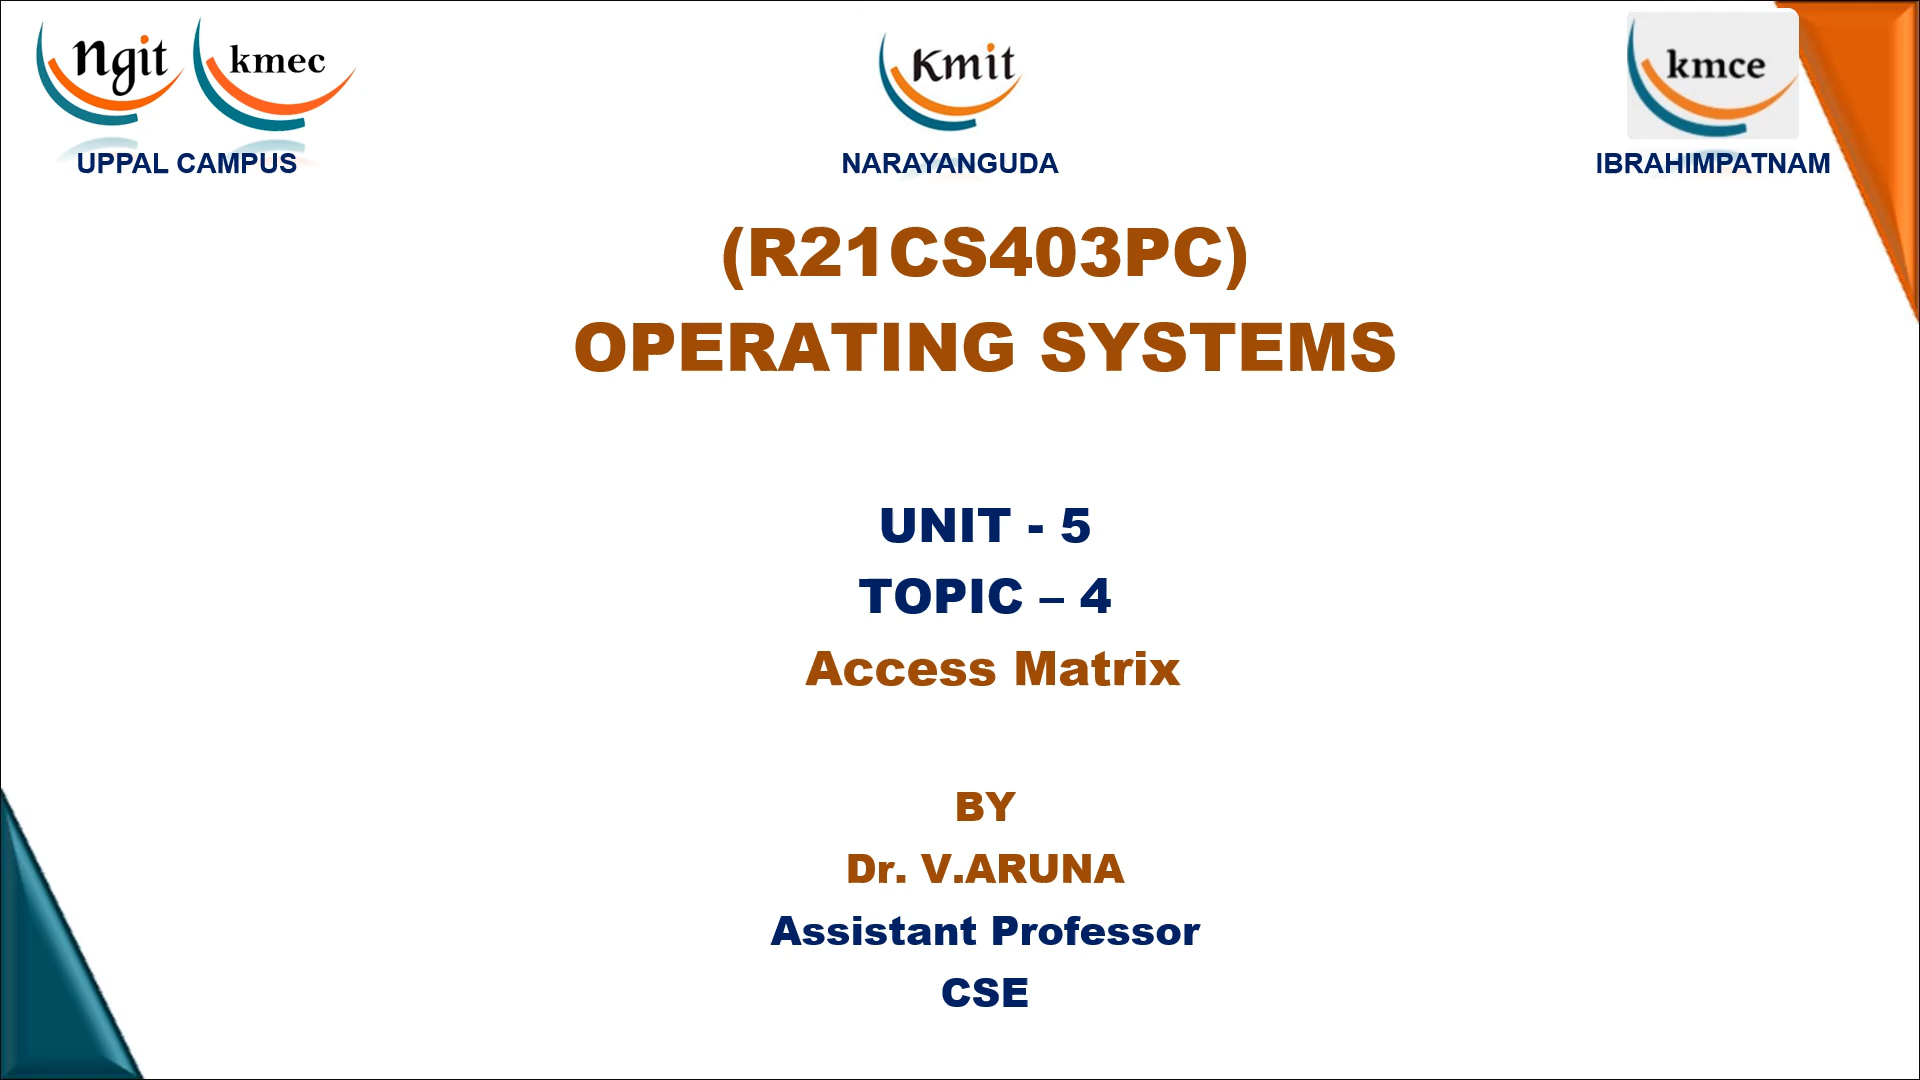 ngit kmec Kmit kmce
UPPAL CAMPUS NARAYANGUDA IBRAHIMPATNAM
(R21CS403PC)
OPERATING SYSTEMS
UNIT - 5
TOPIC – 4
Access Matrix
BY
Dr. V.ARUNA
Assistant Professor
CSE